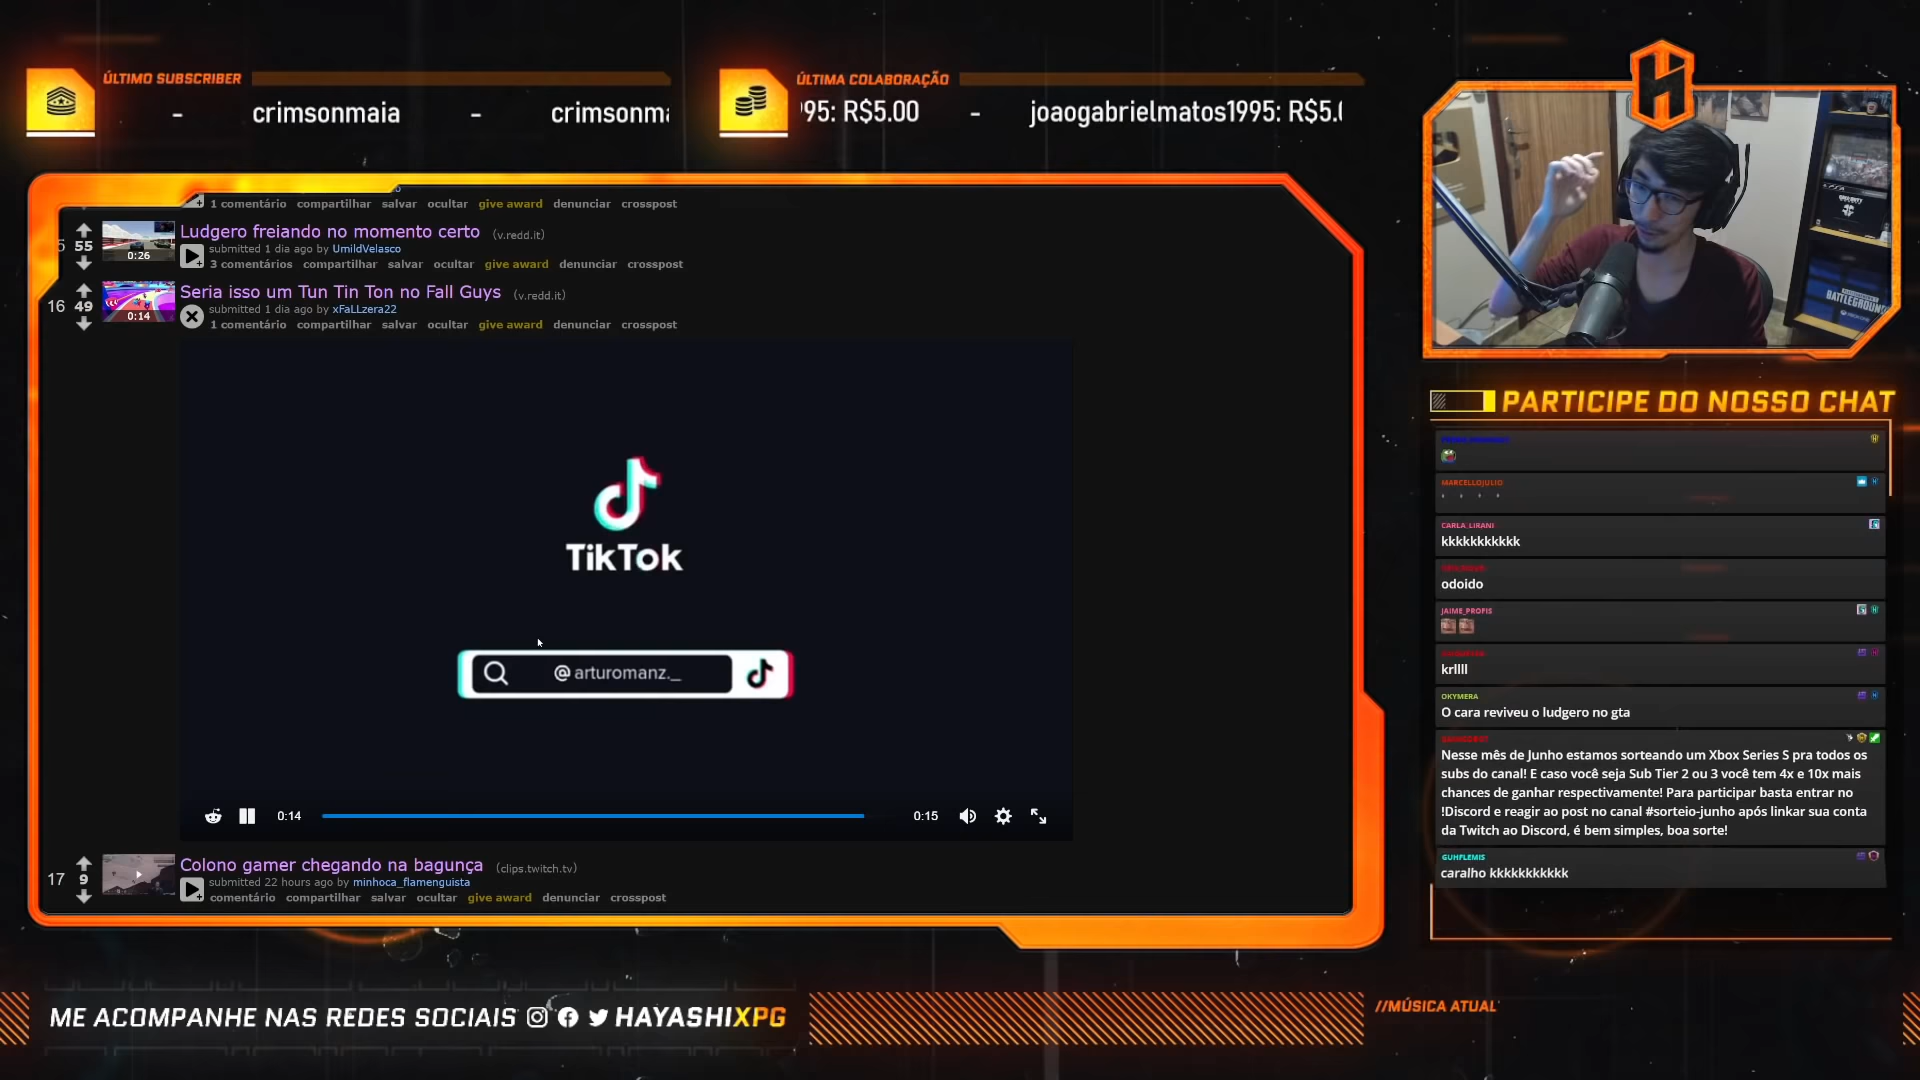 ÚLTIMO SUBSCRIBER
- crimsonmaia - crimsonma
ÚLTIMA COLABORAÇÃO
'95: R$5.00 - joaogabrielmatos1995: R$5.0
1 comentário compartilhar salvar ocultar give award denunciar crosspost
5 55 Ludgero freiando no momento certo (v.redd.it)
0:26
submitted 1 dia ago by UmildVelasco
3 comentários compartilhar salvar ocultar give award denunciar crosspost
16 49 Seria isso um Tun Tin Ton no Fall Guys (v.redd.it)
0:14
submitted 1 dia ago by xFaLLzera22
1 comentário compartilhar salvar ocultar give award denunciar crosspost
TikTok
@arturomanz._
0:14 0:15
17 9 Colono gamer chegando na bagunça (clips.twitch.tv)
submitted 22 hours ago by minhoca_flamenguista
comentário compartilhar salvar ocultar give award denunciar crosspost
BATTLEGROUNDS
PARTICIPE DO NOSSO CHAT
MARCELLOJULIO
CARLA_LIRANI
kkkkkkkkkkk
odoido
JAIME_PROFIS
krllll
OKYMERA
O cara reviveu o ludgero no gta
Nesse mês de Junho estamos sorteando um Xbox Series S pra todos os
subs do canal! E caso você seja Sub Tier 2 ou 3 você tem 4x e 10x mais
chances de ganhar respectivamente! Para participar basta entrar no
!Discord e reagir ao post no canal #sorteio-junho após linkar sua conta
da Twitch ao Discord, é bem simples, boa sorte!
GUHFLEMIS
caralho kkkkkkkkkkk
ME ACOMPANHE NAS REDES SOCIAIS HAYASHIXPG
//MÚSICA ATUAL